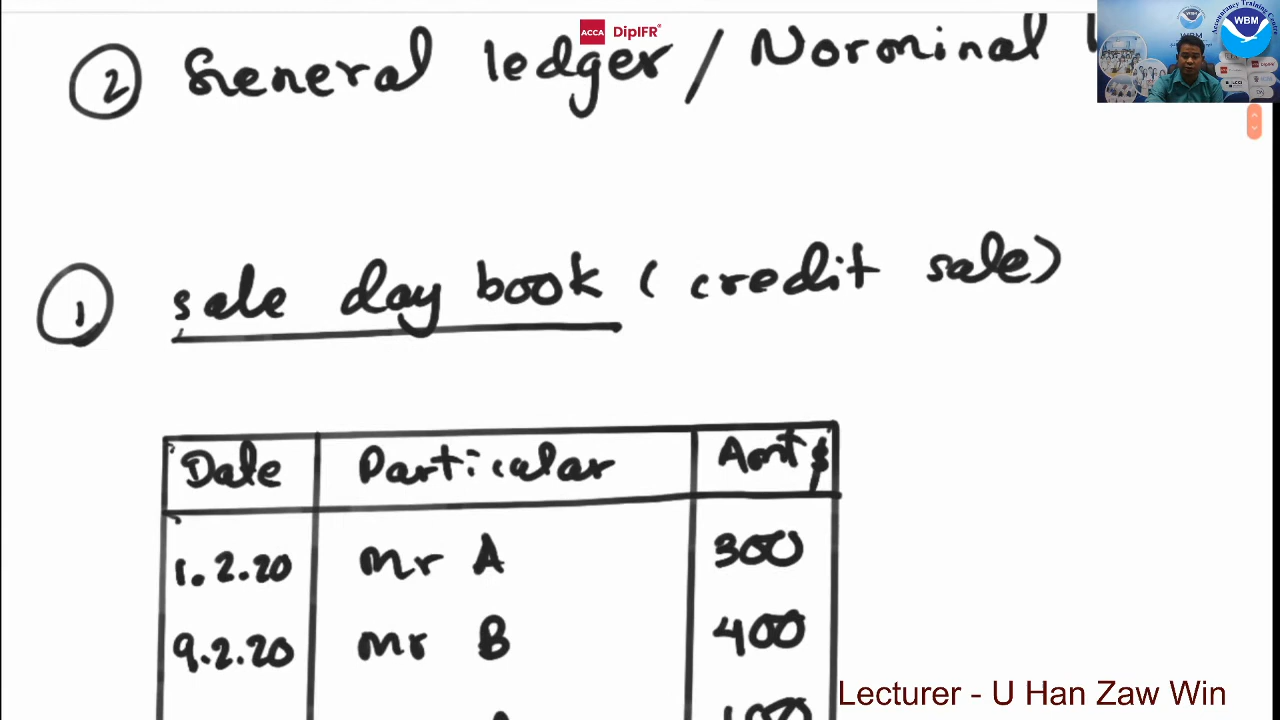 ACCA DipIFR
WBM
② General ledger / Norminal
① sale day book ( credit sale)
Date Particular Amt $
1.2.20 Mr A 300
9.2.20 Mr B 400
Lecturer - U Han Zaw Win